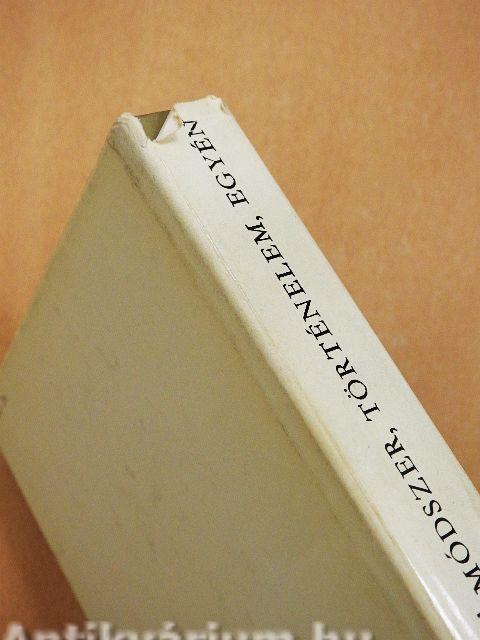 MÓDSZER, TÖRTÉNELEM, EGYÉN
Antikvárium.hu